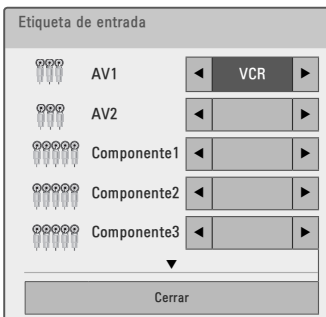 Etiqueta de entrada
AV1 ◀ VCR ▶
AV2 ◀ ▶
Componente1 ◀ ▶
Componente2 ◀ ▶
Componente3 ◀ ▶
▼
Cerrar